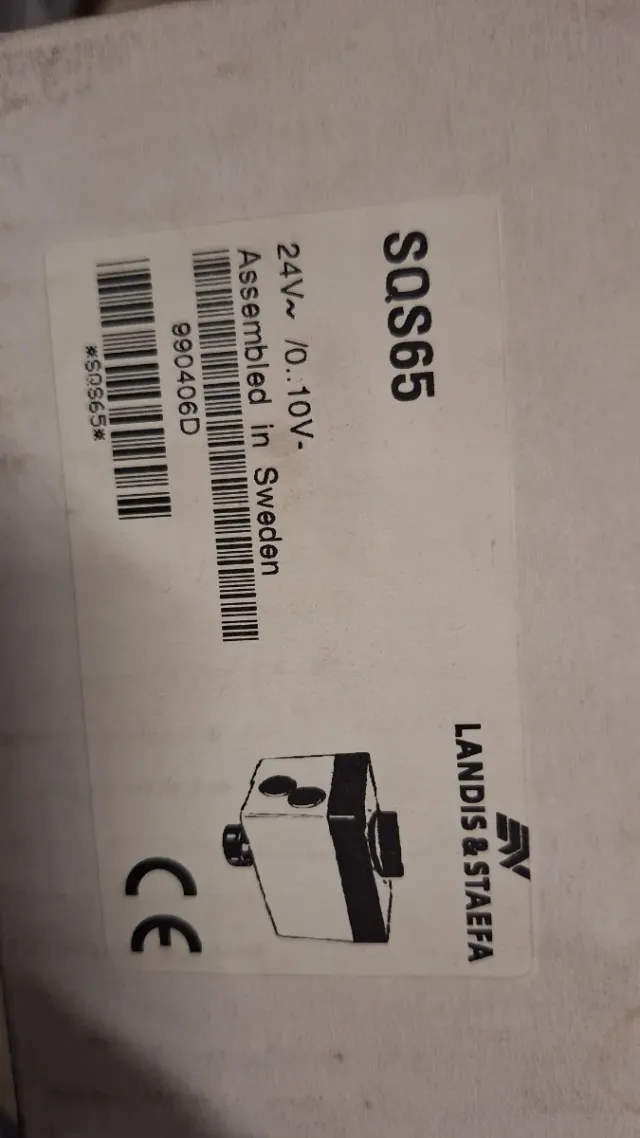 SQS65
LANDIS & STAEFA
24V~ /0..10V-
Assembled in Sweden
990406D
*SQS65*
CE